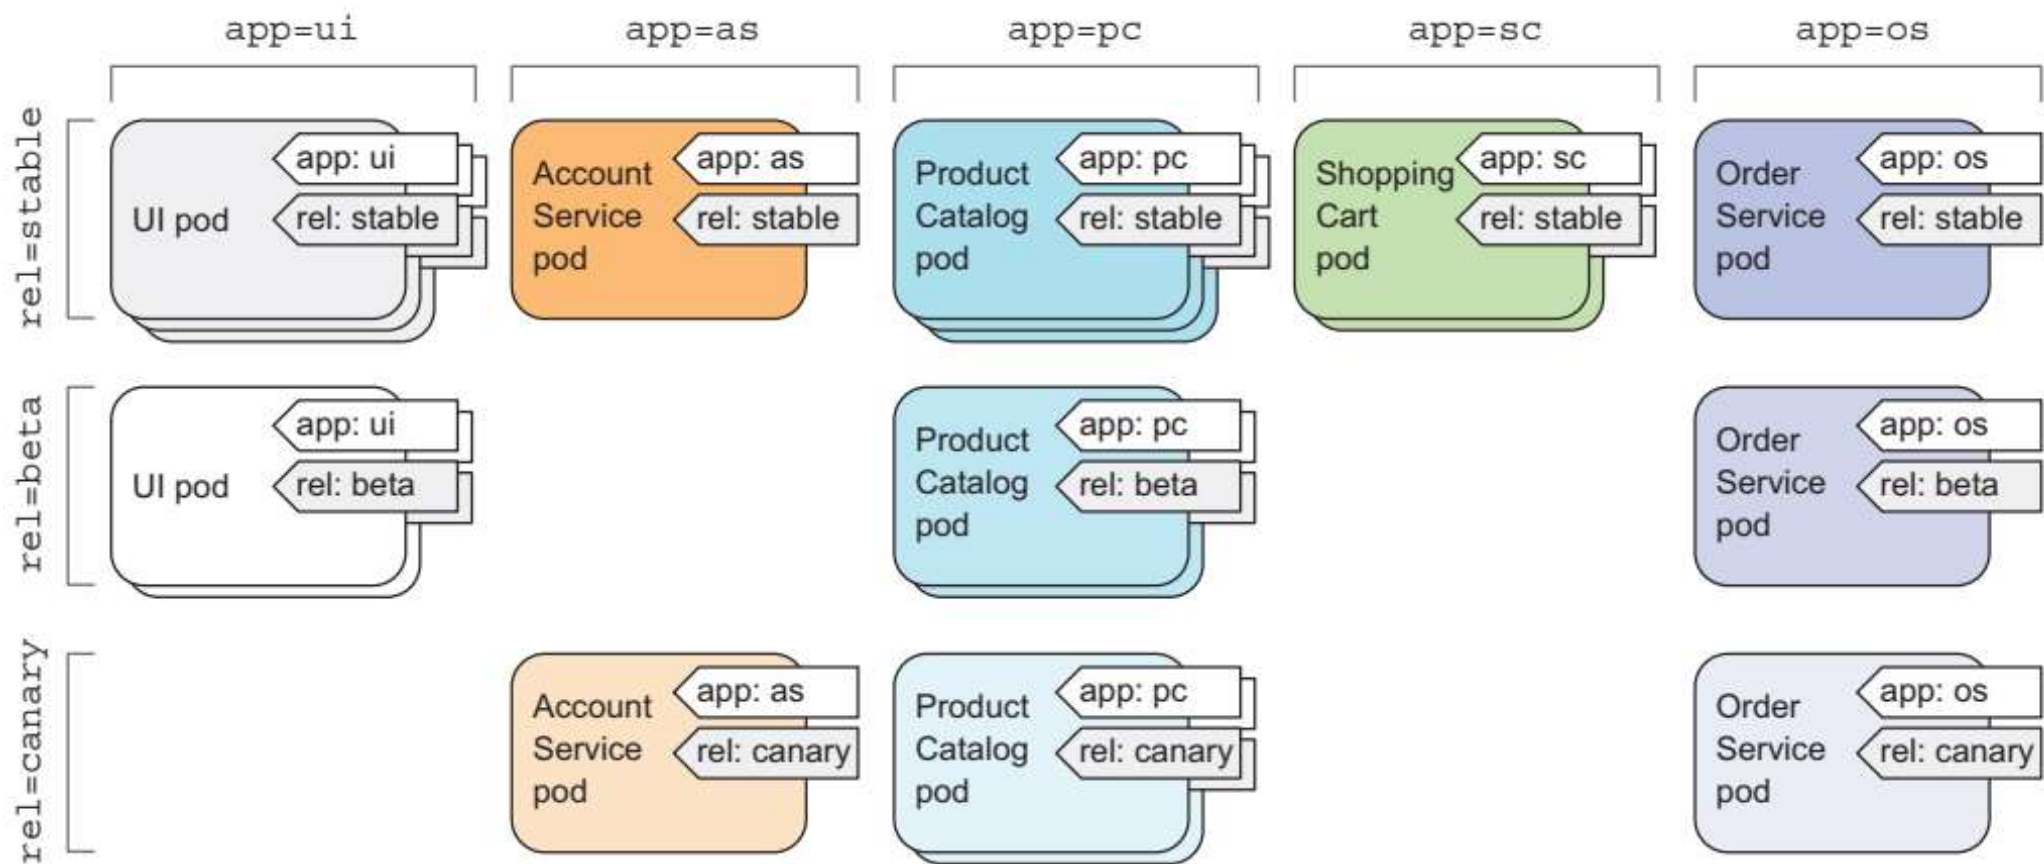 app=ui
app=as
app=pc
app=sc
app=os
rel=stable
UI pod
app: ui
rel: stable
Account
Service
pod
app: as
rel: stable
Product
Catalog
pod
app: pc
rel: stable
Shopping
Cart
pod
app: sc
rel: stable
Order
Service
pod
app: os
rel: stable
rel=beta
UI pod
app: ui
rel: beta
Product
Catalog
pod
app: pc
rel: beta
Order
Service
pod
app: os
rel: beta
rel=canary
Account
Service
pod
app: as
rel: canary
Product
Catalog
pod
app: pc
rel: canary
Order
Service
pod
app: os
rel: canary